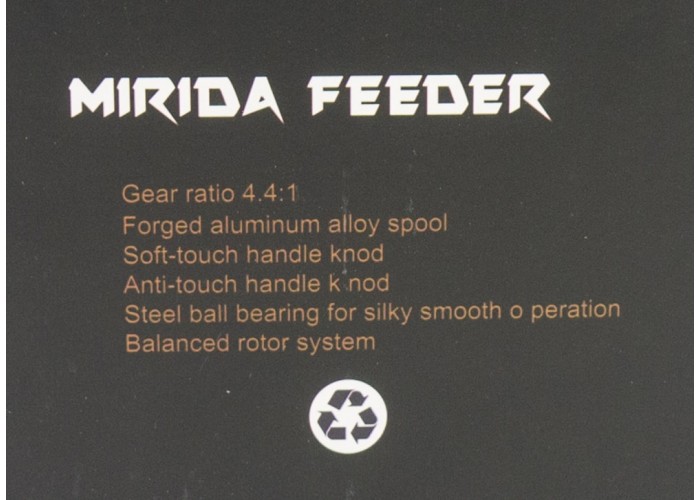 MIRIDA FEEDER
Gear ratio 4.4:1
Forged aluminum alloy spool
Soft-touch handle knod
Anti-touch handle k nod
Steel ball bearing for silky smooth o peration
Balanced rotor system